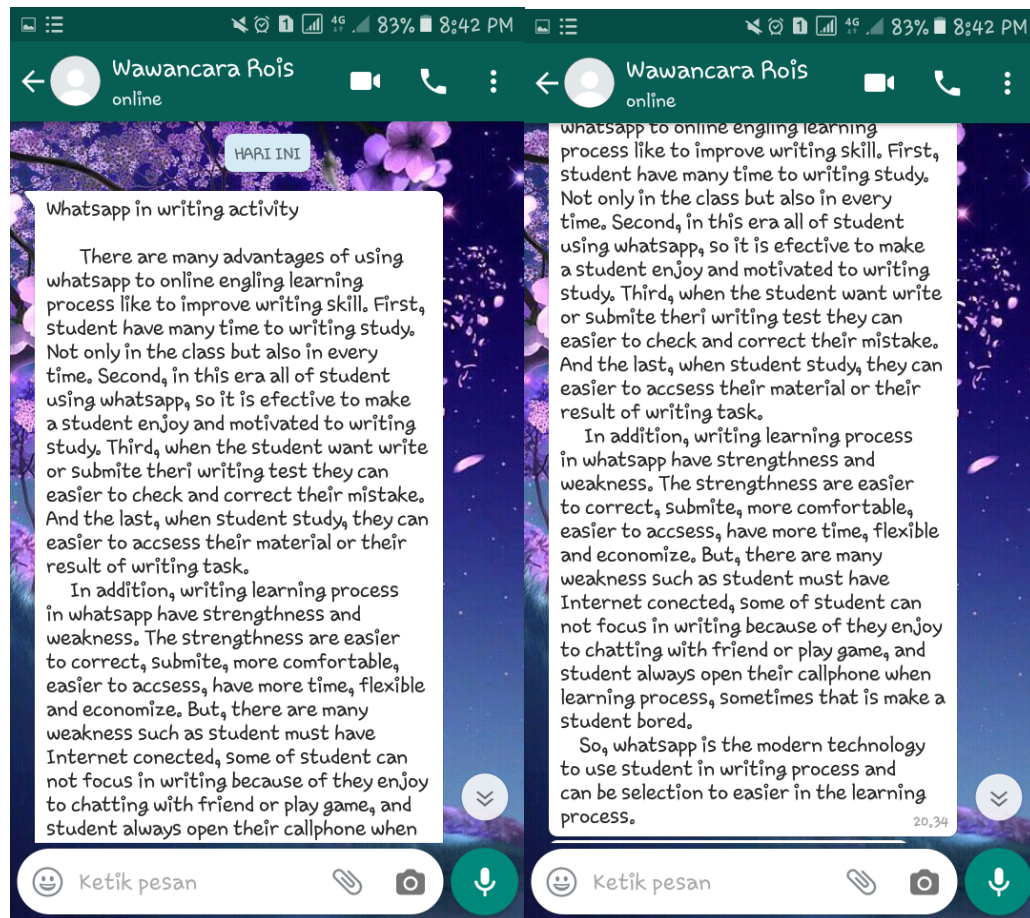 4G 83% 8:42 PM
Wawancara Rois
online
HARI INI
Whatsapp in writing activity
There are many advantages of using
whatsapp to online engling learning
process like to improve writing skill. First,
student have many time to writing study.
Not only in the class but also in every
time. Second, in this era all of student
using whatsapp, so it is efective to make
a student enjoy and motivated to writing
study. Third, when the student want write
or submite theri writing test they can
easier to check and correct their mistake.
And the last, when student study, they can
easier to accsess their material or their
result of writing task.
In addition, writing learning process
in whatsapp have strengthness and
weakness. The strengthness are easier
to correct, submite, more comfortable,
easier to accsess, have more time, flexible
and economize. But, there are many
weakness such as student must have
Internet conected, some of student can
not focus in writing because of they enjoy
to chatting with friend or play game, and
student always open their callphone when
Ketik pesan
4G 83% 8:42 PM
Wawancara Rois
online
whatsapp to online engling learning
process like to improve writing skill. First,
student have many time to writing study.
Not only in the class but also in every
time. Second, in this era all of student
using whatsapp, so it is efective to make
a student enjoy and motivated to writing
study. Third, when the student want write
or submite theri writing test they can
easier to check and correct their mistake.
And the last, when student study, they can
easier to accsess their material or their
result of writing task.
In addition, writing learning process
in whatsapp have strengthness and
weakness. The strengthness are easier
to correct, submite, more comfortable,
easier to accsess, have more time, flexible
and economize. But, there are many
weakness such as student must have
Internet conected, some of student can
not focus in writing because of they enjoy
to chatting with friend or play game, and
student always open their callphone when
learning process, sometimes that is make a
student bored.
So, whatsapp is the modern technology
to use student in writing process and
can be selection to easier in the learning
process.
20.34
Ketik pesan